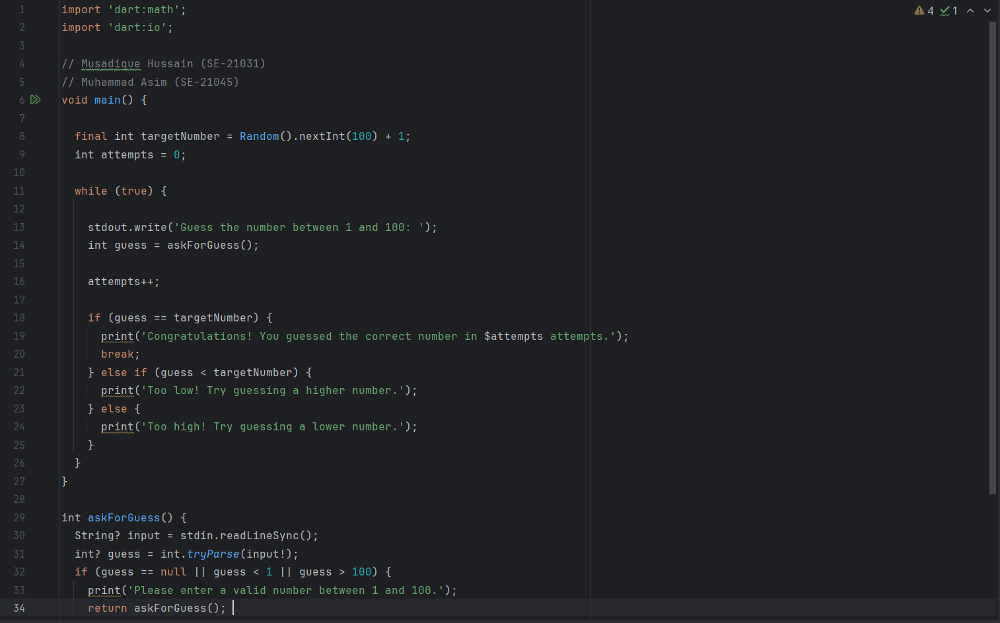 4 1
1 import 'dart:math';
2 import 'dart:io';
3
4 // Musadique Hussain (SE-21031)
5 // Muhammad Asim (SE-21045)
6 void main() {
7
8   final int targetNumber = Random().nextInt(100) + 1;
9   int attempts = 0;
10
11   while (true) {
12
13     stdout.write('Guess the number between 1 and 100: ');
14     int guess = askForGuess();
15
16     attempts++;
17
18     if (guess == targetNumber) {
19       print('Congratulations! You guessed the correct number in $attempts attempts.');
20       break;
21     } else if (guess < targetNumber) {
22       print('Too low! Try guessing a higher number.');
23     } else {
24       print('Too high! Try guessing a lower number.');
25     }
26   }
27 }
28
29 int askForGuess() {
30   String? input = stdin.readLineSync();
31   int? guess = int.tryParse(input!);
32   if (guess == null || guess < 1 || guess > 100) {
33     print('Please enter a valid number between 1 and 100.');
34     return askForGuess();